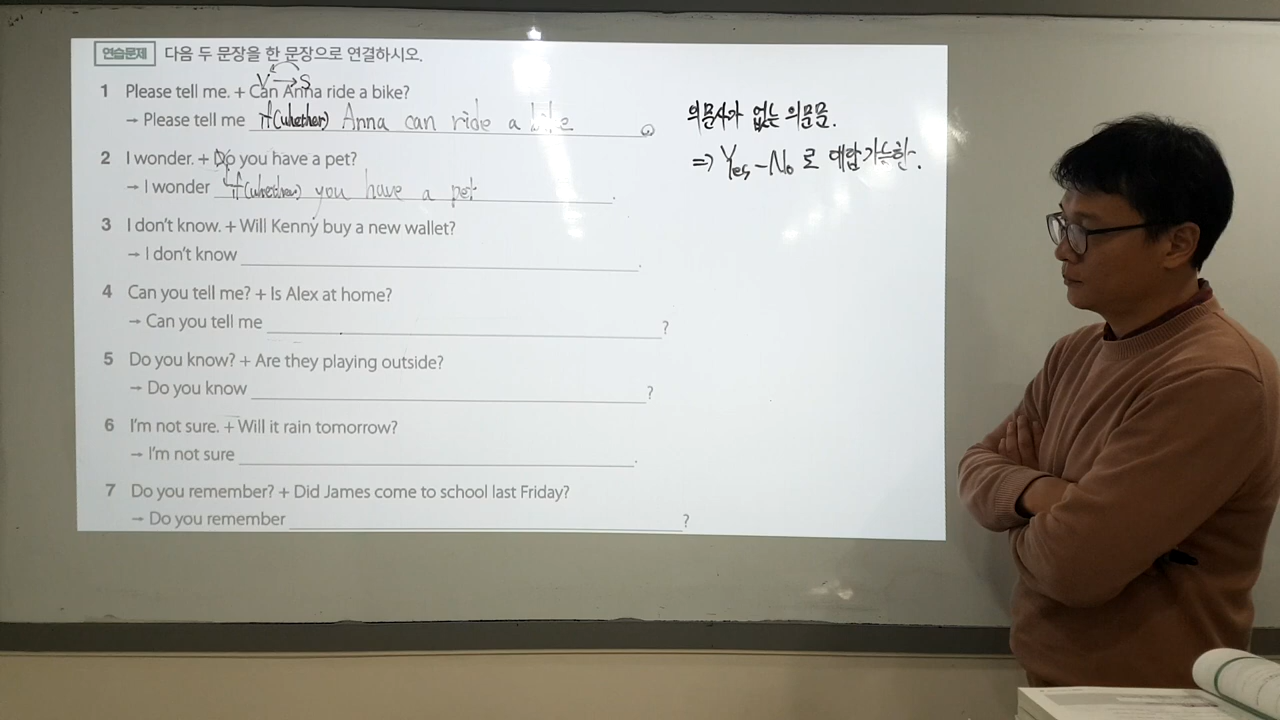 연습문제 다음 두 문장을 한 문장으로 연결하시오.
V → S
1 Please tell me. + Can Anna ride a bike?
→ Please tell me if(whether) Anna can ride a bike .
2 I wonder. + Do you have a pet?
→ I wonder if(whether) you have a pet .
3 I don't know. + Will Kenny buy a new wallet?
→ I don't know .
4 Can you tell me? + Is Alex at home?
→ Can you tell me ?
5 Do you know? + Are they playing outside?
→ Do you know ?
6 I'm not sure. + Will it rain tomorrow?
→ I'm not sure .
7 Do you remember? + Did James come to school last Friday?
→ Do you remember ?
의문사가 없는 의문문.
⇒ Yes-No로 대답가능한.